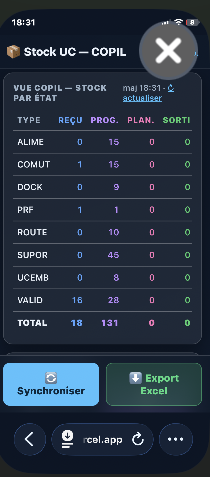 18:31
📦 Stock UC — COPIL
VUE COPIL — STOCK PAR ÉTAT
maj 18:31 · actualiser
TYPE REÇU PROG. PLAN. SORTI
ALIME 0 15 0 0
COMUT 1 15 0 0
DOCK 0 9 0 0
PRF 1 1 0 0
ROUTE 0 10 0 0
SUPOR 0 45 0 0
UCEMB 0 8 0 0
VALID 16 28 0 0
TOTAL 18 131 0 0
Synchroniser
Export
Excel
rcel.app